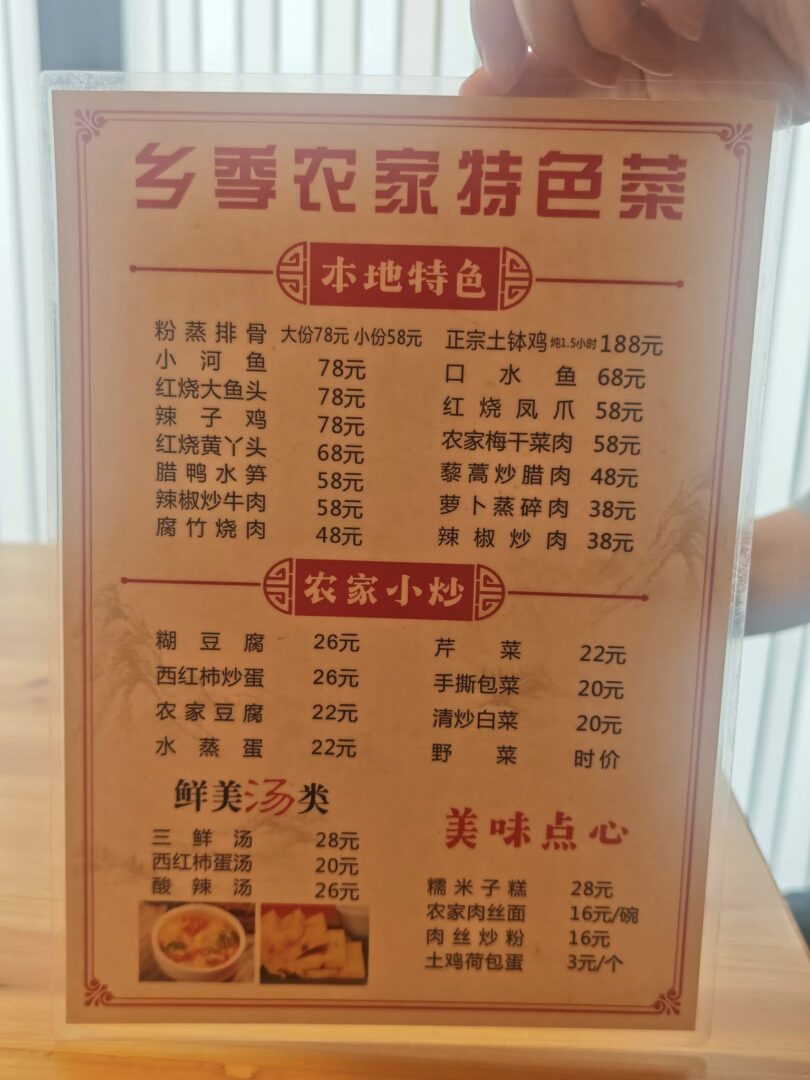 乡季农家特色菜
本地特色
粉蒸排骨 大份78元 小份58元
小河鱼 78元
红烧大鱼头 78元
辣子鸡 78元
红烧黄丫头 68元
腊鸭水笋 58元
辣椒炒牛肉 58元
腐竹烧肉 48元
正宗土钵鸡 炖1.5小时 188元
口水鱼 68元
红烧凤爪 58元
农家梅干菜肉 58元
藜蒿炒腊肉 48元
萝卜蒸碎肉 38元
辣椒炒肉 38元
农家小炒
糊豆腐 26元
西红柿炒蛋 26元
农家豆腐 22元
水蒸蛋 22元
芹菜 22元
手撕包菜 20元
清炒白菜 20元
野菜 时价
鲜美汤类
三鲜汤 28元
西红柿蛋汤 20元
酸辣汤 26元
美味点心
糯米子糕 28元
农家肉丝面 16元/碗
肉丝炒粉 16元
土鸡荷包蛋 3元/个